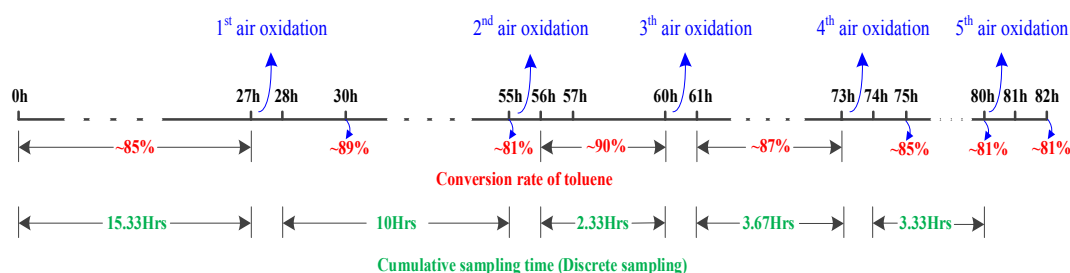 1st air oxidation 2nd air oxidation 3th air oxidation 4th air oxidation 5th air oxidation
0h 27h 28h 30h 55h 56h 57h 60h 61h 73h 74h 75h 80h 81h 82h
~85% ~89% ~81% ~90% ~87% ~85% ~81% ~81%
Conversion rate of toluene
15.33Hrs 10Hrs 2.33Hrs 3.67Hrs 3.33Hrs
Cumulative sampling time (Discrete sampling)